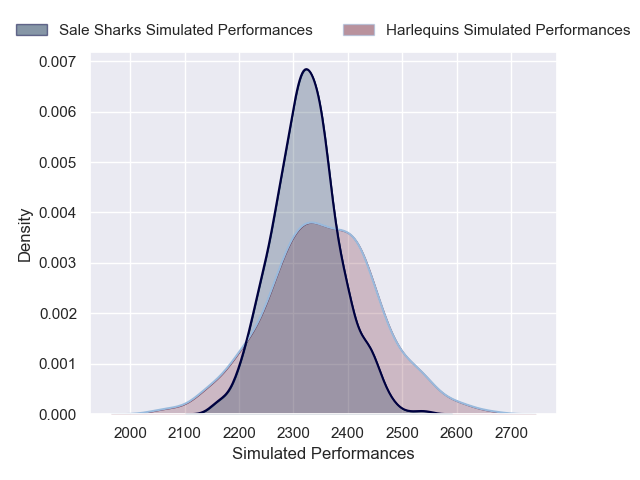 Sale Sharks Simulated Performances
Harlequins Simulated Performances
0.007
0.006
0.005
0.004
0.003
0.002
0.001
0.000
Density
2000 2100 2200 2300 2400 2500 2600 2700
Simulated Performances